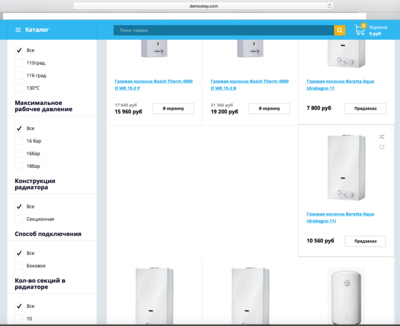 damookay.com
Каталог
Поиск товара
0
Корзина
0 руб
Все
110град.
116 град.
130°C
Максимальное
рабочее давление
Все
16 бар
16бар
18бар
Конструкция
радиатора
Все
Секционная
Способ подключения
Все
Боковое
Кол-во секций в
радиаторе
Все
10
Газовая колонка Bosch Therm 4000
O WR 15-2 P
17 640 руб
15 960 руб
В корзину
Газовая колонка Bosch Therm 4000
O WR 15-2 B
21 360 руб
19 200 руб
В корзину
Газовая колонка Beretta Aqua
Idrabagno 11
7 800 руб
Предзаказ
Газовая колонка Beretta Aqua
Idrabagno 11i
10 560 руб
Предзаказ